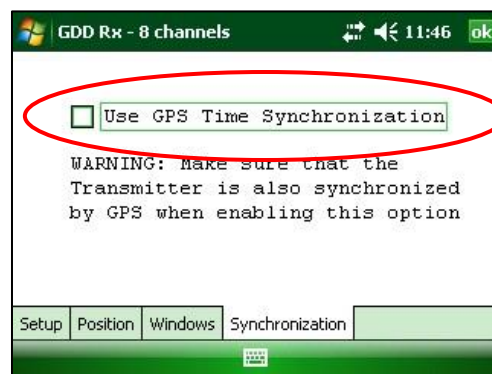 GDD Rx - 8 channels 11:46 ok
Use GPS Time Synchronization
WARNING: Make sure that the
Transmitter is also synchronized
by GPS when enabling this option
Setup Position Windows Synchronization